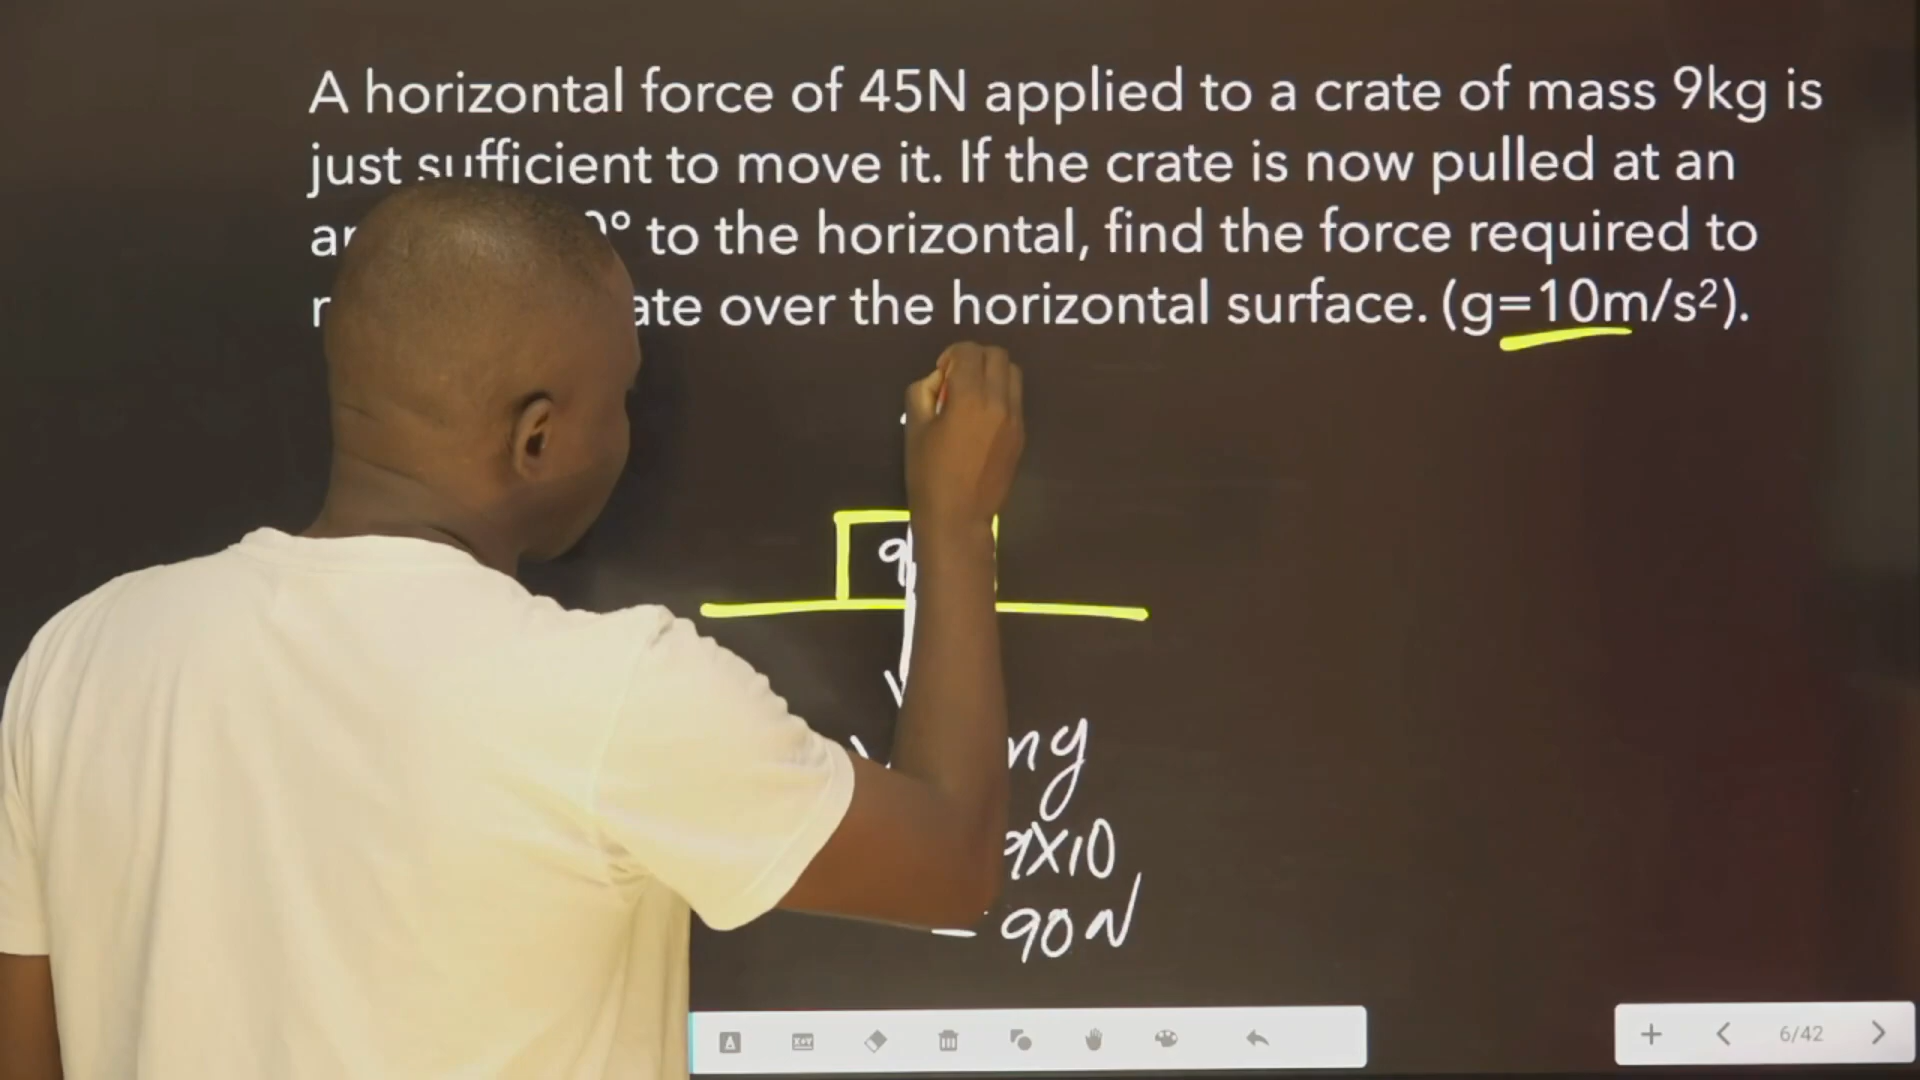 A horizontal force of 45N applied to a crate of mass 9kg is
just sufficient to move it. If the crate is now pulled at an
to the horizontal, find the force required to
over the horizontal surface. (g=10m/s²).
9
mg
9X10
- 90N
6/42